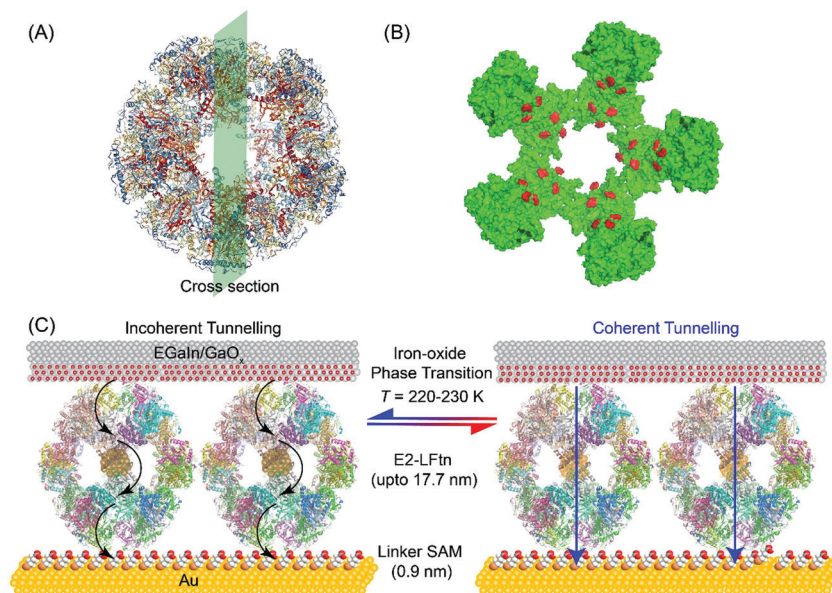 (A)
(B)
Cross section
(C)
Incoherent Tunnelling
Coherent Tunnelling
EGaIn/GaOₓ
Iron-oxide
Phase Transition
T = 220-230 K
E2-LFtn
(upto 17.7 nm)
Linker SAM
(0.9 nm)
Au